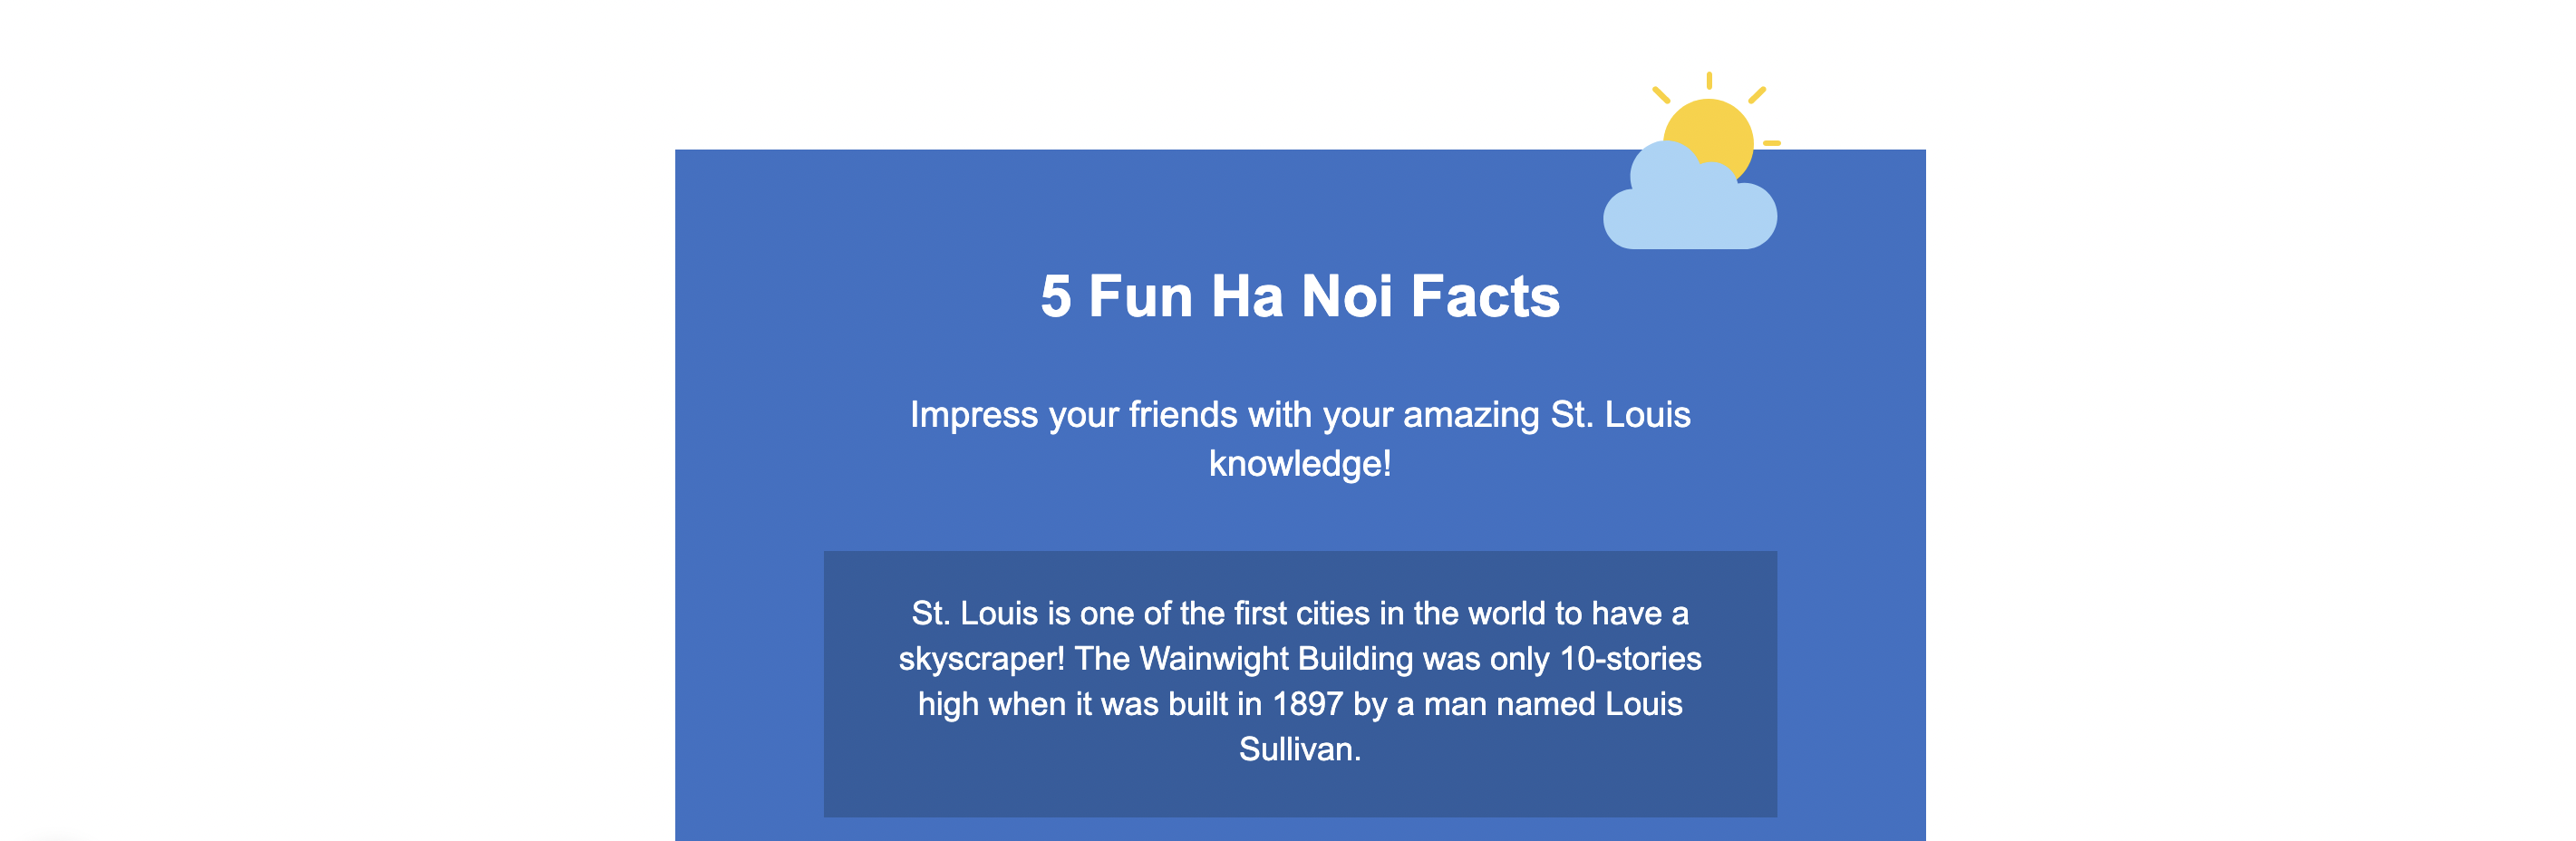 5 Fun Ha Noi Facts
Impress your friends with your amazing St. Louis
knowledge!
St. Louis is one of the first cities in the world to have a
skyscraper! The Wainwight Building was only 10-stories
high when it was built in 1897 by a man named Louis
Sullivan.